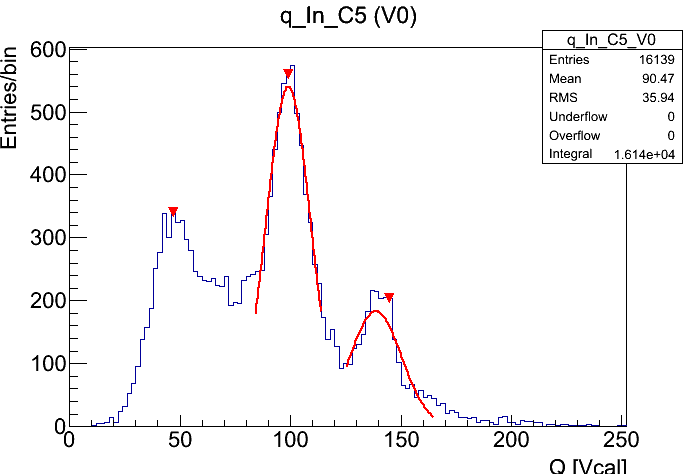 q_In_C5 (V0)
q_In_C5_V0
Entries 16139
Mean 90.47
RMS 35.94
Underflow 0
Overflow 0
Integral 1.614e+04
Entries/bin
600
500
400
300
200
100
0
0 50 100 150 200 250
Q [Vcal]